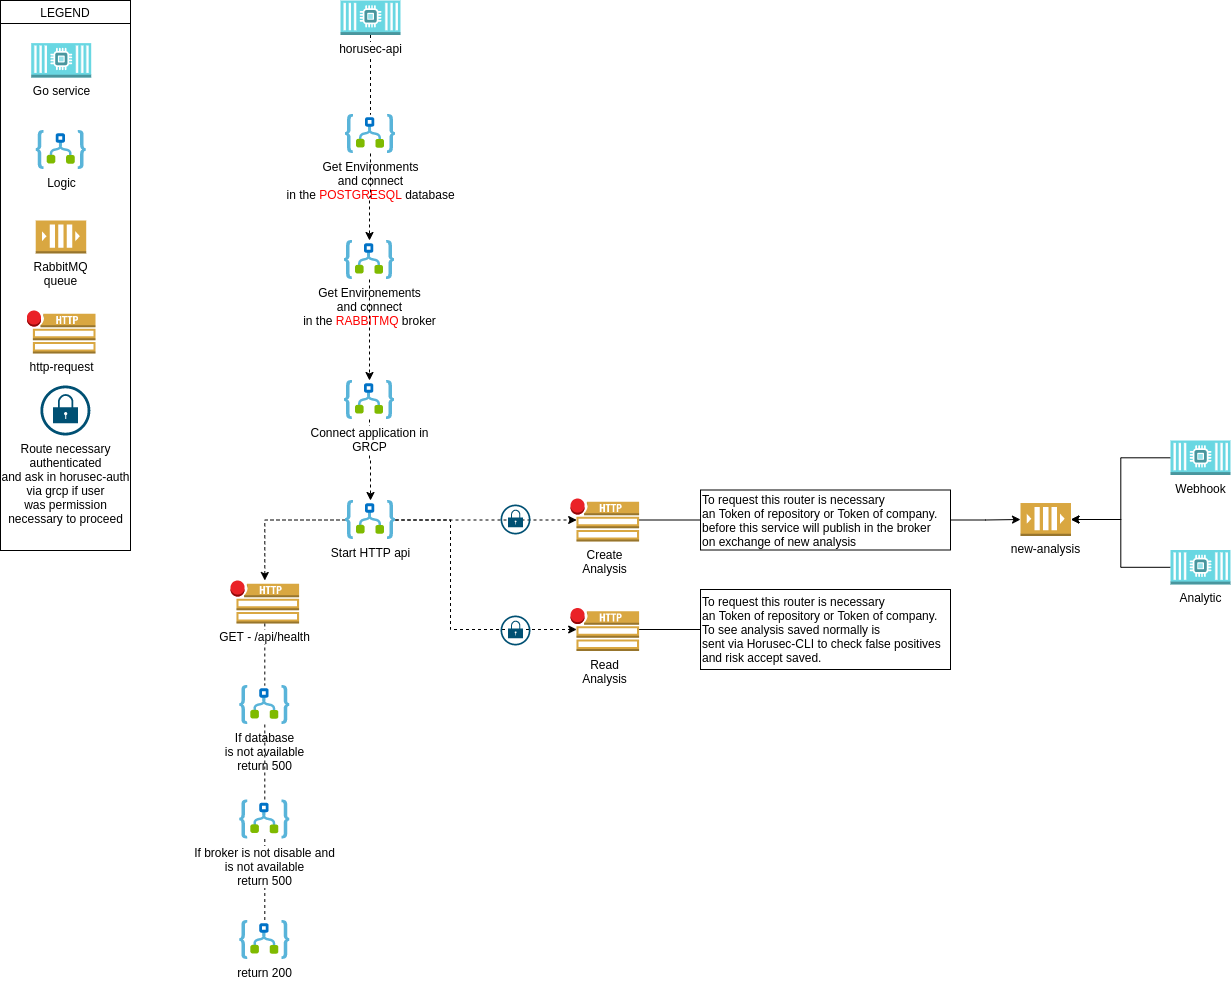 LEGEND
Go service
Logic
RabbitMQ
queue
HTTP
http-request
Route necessary
authenticated
and ask in horusec-auth
via grcp if user
was permission
necessary to proceed
horusec-api
Get Environments
and connect
in the POSTGRESQL database
Get Environements
and connect
in the RABBITMQ broker
Connect application in
GRCP
Start HTTP api
HTTP
Create
Analysis
To request this router is necessary
an Token of repository or Token of company.
before this service will publish in the broker
on exchange of new analysis
new-analysis
Webhook
Analytic
HTTP
Read
Analysis
To request this router is necessary
an Token of repository or Token of company.
To see analysis saved normally is
sent via Horusec-CLI to check false positives
and risk accept saved.
HTTP
GET - /api/health
If database
is not available
return 500
If broker is not disable and
is not available
return 500
return 200